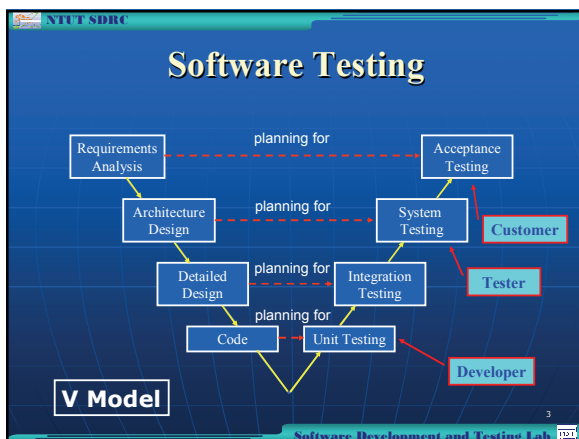 NTUT SDRC
Software Testing
planning for
Requirements
Analysis
Acceptance
Testing
planning for
Architecture
Design
System
Testing
Customer
planning for
Detailed
Design
Integration
Testing
Tester
planning for
Code
Unit Testing
Developer
V Model
3
Software Development and Testing Lab